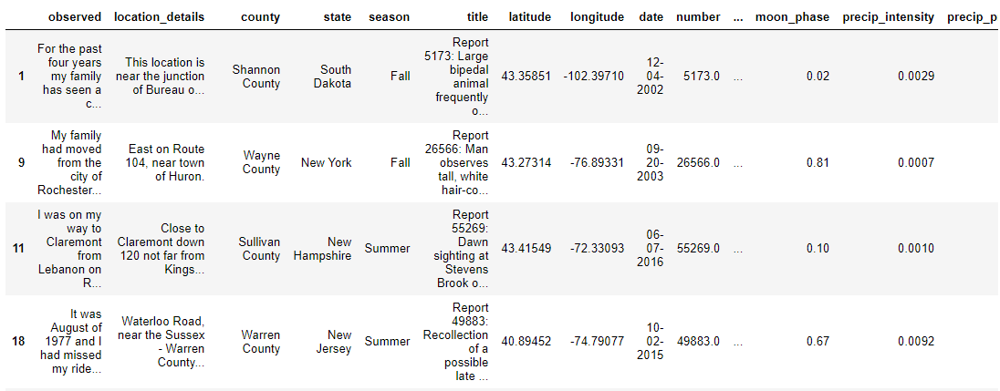 observed location_details county state season title latitude longitude date number ... moon_phase precip_intensity precip_p
1 For the past four years my family has seen a c... This location is near the junction of Bureau o... Shannon County South Dakota Fall Report 5173: Large bipedal animal frequently o... 43.35851 -102.39710 12-04-2002 5173.0 ... 0.02 0.0029
9 My family had moved from the city of Rochester... East on Route 104, near town of Huron. Wayne County New York Fall Report 26566: Man observes tall, white hair-co... 43.27314 -76.89331 09-20-2003 26566.0 ... 0.81 0.0007
11 I was on my way to Claremont from Lebanon on R... Close to Claremont down 120 not far from Kings... Sullivan County New Hampshire Summer Report 55269: Dawn sighting at Stevens Brook o... 43.41549 -72.33093 06-07-2016 55269.0 ... 0.10 0.0010
18 It was August of 1977 and I had missed my ride... Waterloo Road, near the Sussex - Warren County... Warren County New Jersey Summer Report 49883: Recollection of a possible late ... 40.89452 -74.79077 10-02-2015 49883.0 ... 0.67 0.0092